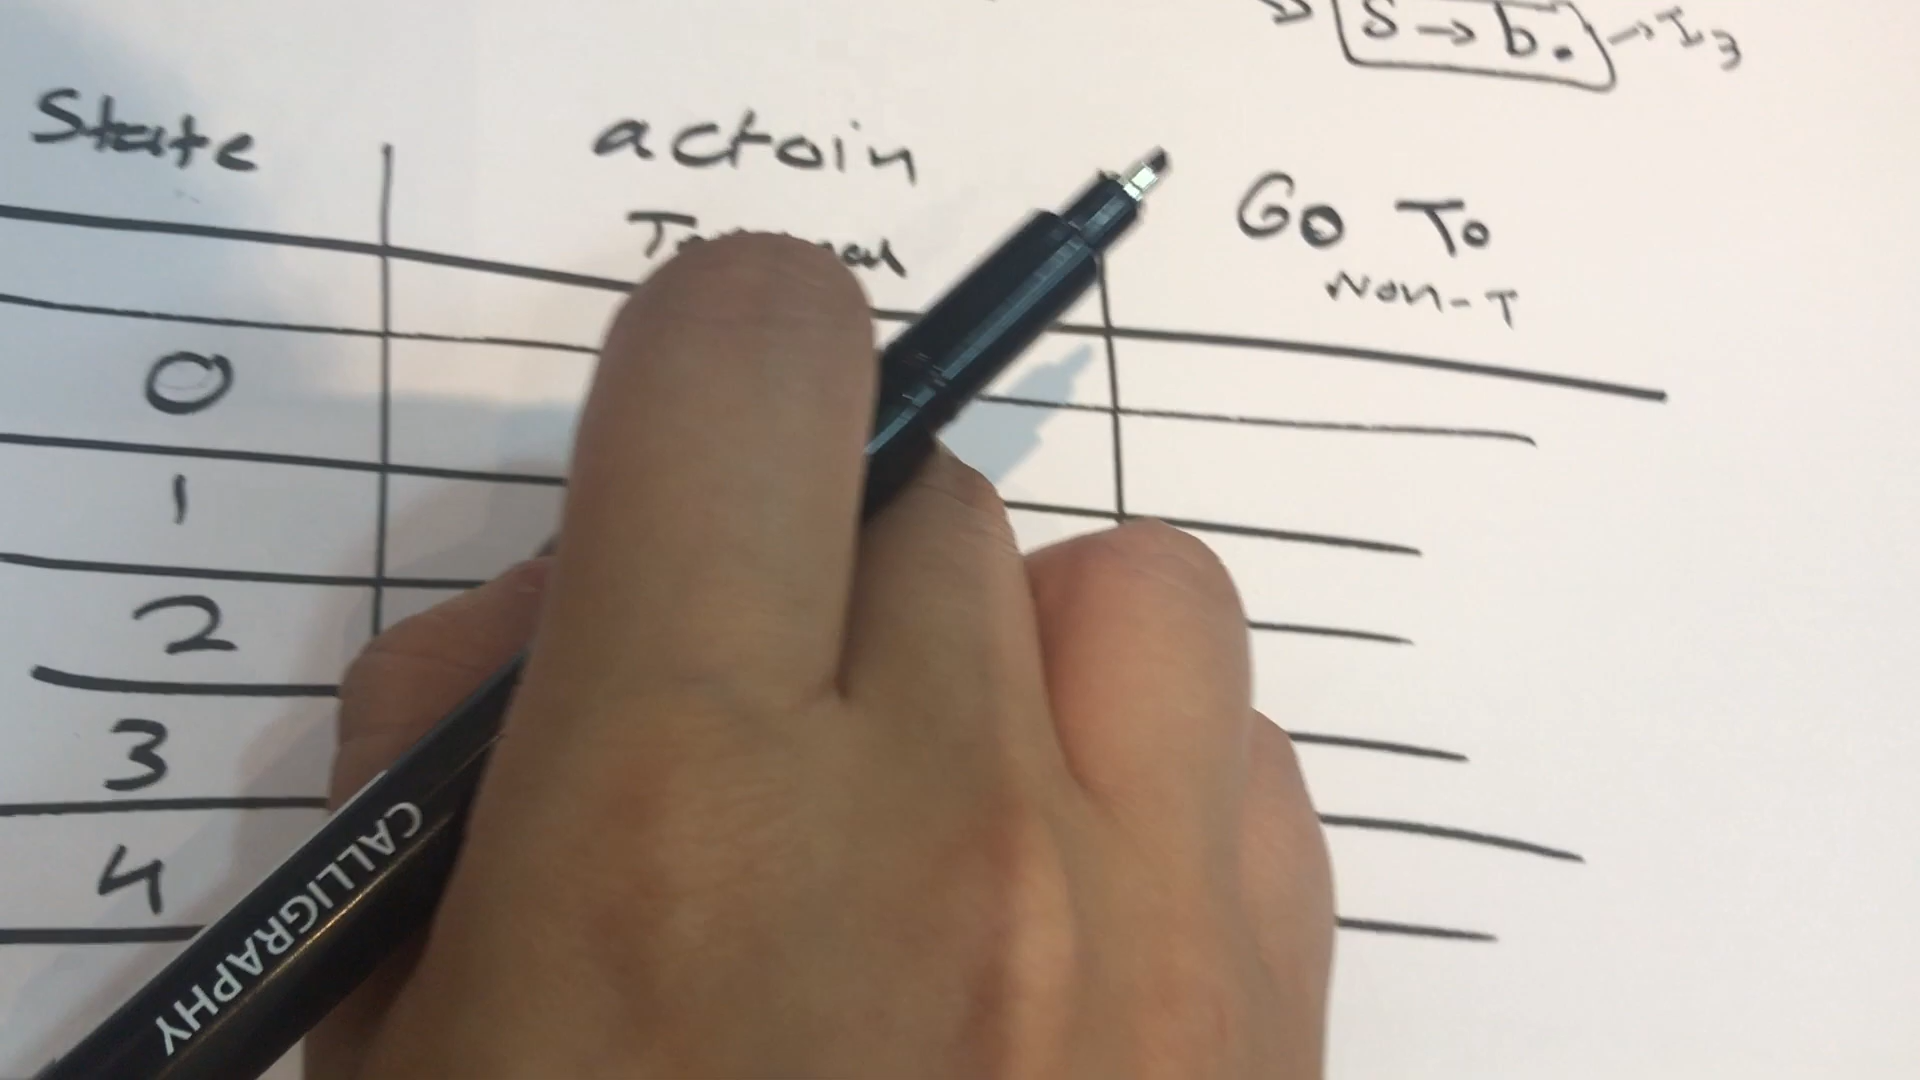 S → b. → I3
State actoin Go To
Non-T
0
1
2
3
4
CALLIGRAPHY